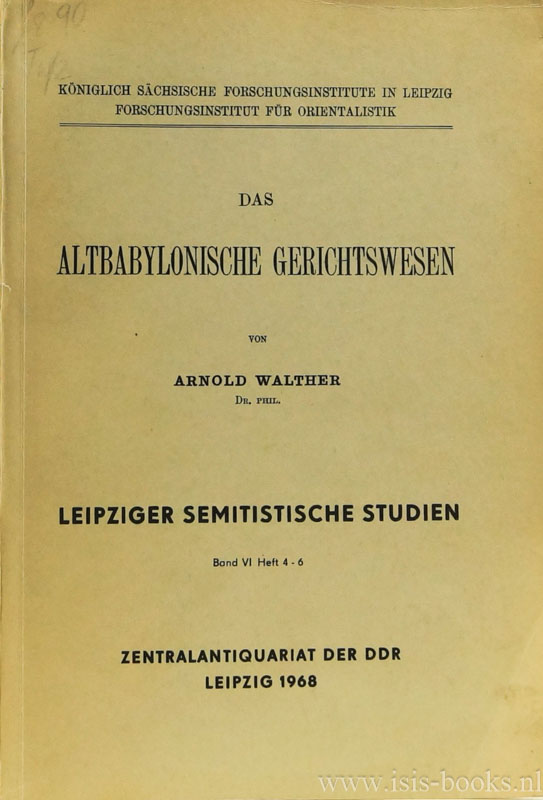 90
KÖNIGLICH SÄCHSISCHE FORSCHUNGSINSTITUTE IN LEIPZIG
FORSCHUNGSINSTITUT FÜR ORIENTALISTIK
DAS
ALTBABYLONISCHE GERICHTSWESEN
VON
ARNOLD WALTHER
DR. PHIL.
LEIPZIGER SEMITISTISCHE STUDIEN
Band VI Heft 4 - 6
ZENTRALANTIQUARIAT DER DDR
LEIPZIG 1968
www.isis-books.nl